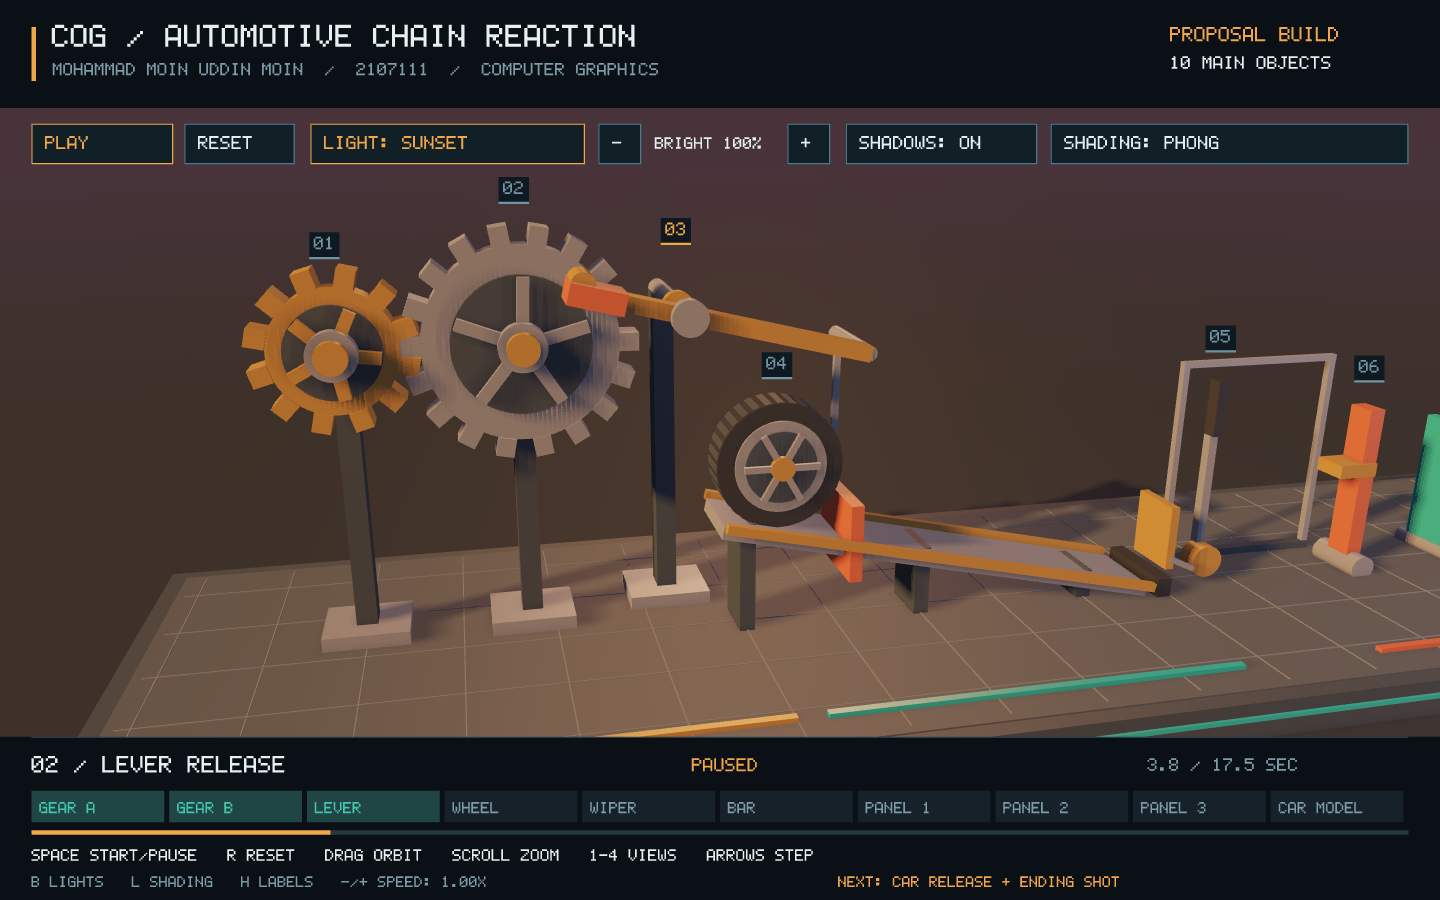 COG / AUTOMOTIVE CHAIN REACTION
MOHAMMAD MOIN UDDIN MOIN / 2107111 / COMPUTER GRAPHICS
PROPOSAL BUILD
10 MAIN OBJECTS
PLAY
RESET
LIGHT: SUNSET
-
BRIGHT 100%
+
SHADOWS: ON
SHADING: PHONG
01
02
03
04
05
06
02 / LEVER RELEASE
PAUSED
3.8 / 17.5 SEC
GEAR A
GEAR B
LEVER
WHEEL
WIPER
BAR
PANEL 1
PANEL 2
PANEL 3
CAR MODEL
SPACE START/PAUSE R RESET DRAG ORBIT SCROLL ZOOM 1-4 VIEWS ARROWS STEP
B LIGHTS L SHADING H LABELS -/+ SPEED: 1.00X
NEXT: CAR RELEASE + ENDING SHOT